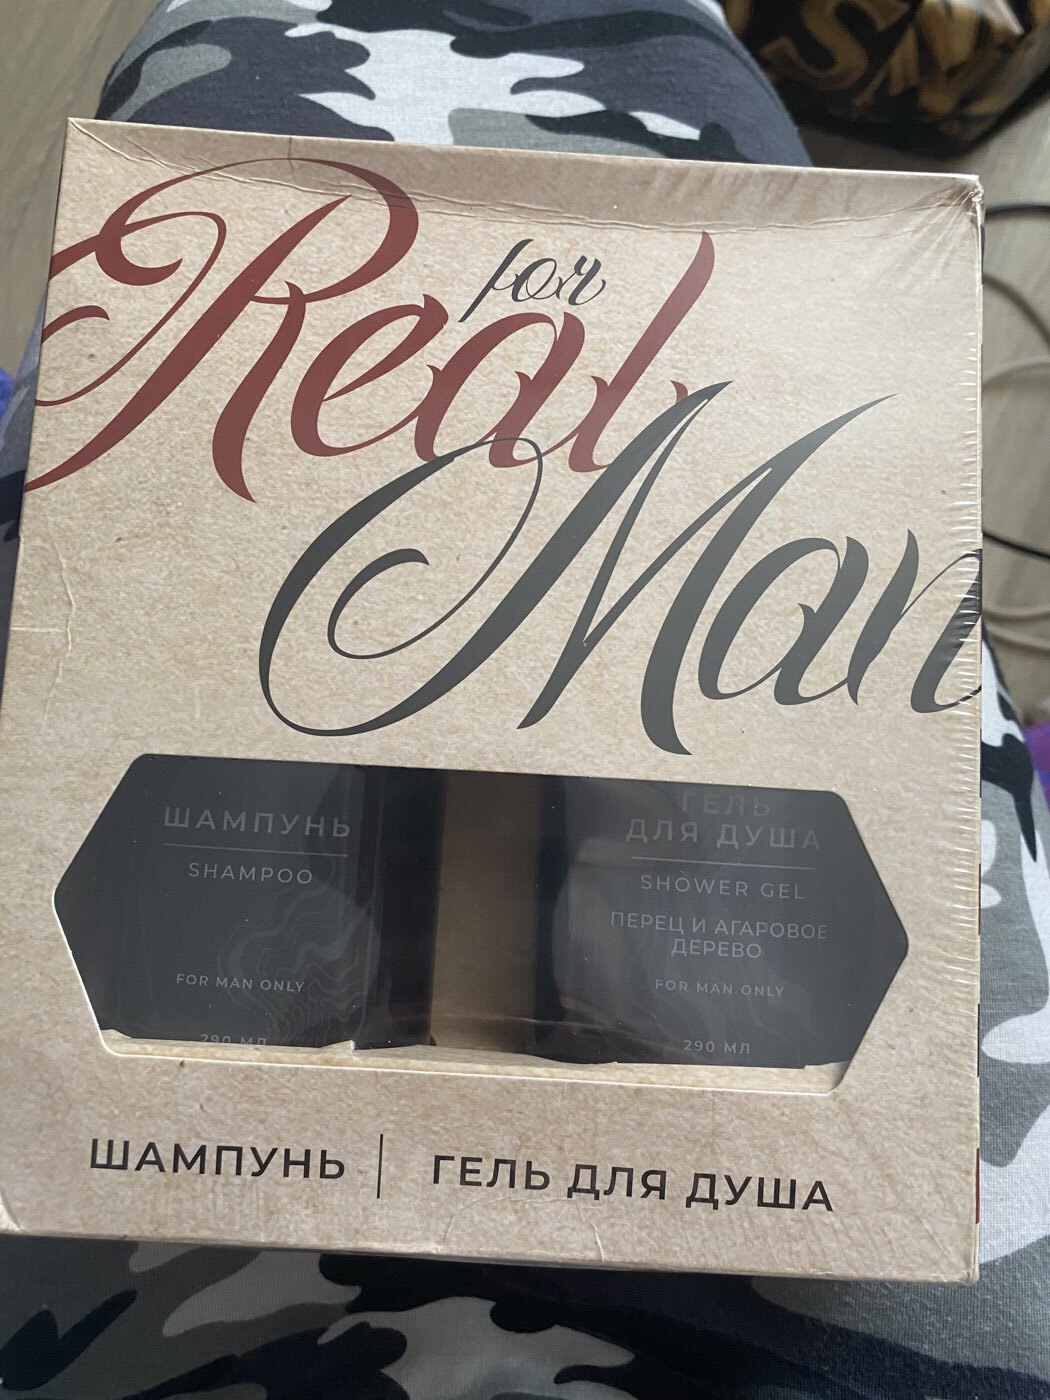 for
Real
Man
ШАМПУНЬ
SHAMPOO
FOR MAN ONLY
290 МЛ
ГЕЛЬ
ДЛЯ ДУША
SHOWER GEL
ПЕРЕЦ И АГАРОВОЕ
ДЕРЕВО
FOR MAN ONLY
290 МЛ
ШАМПУНЬ | ГЕЛЬ ДЛЯ ДУША